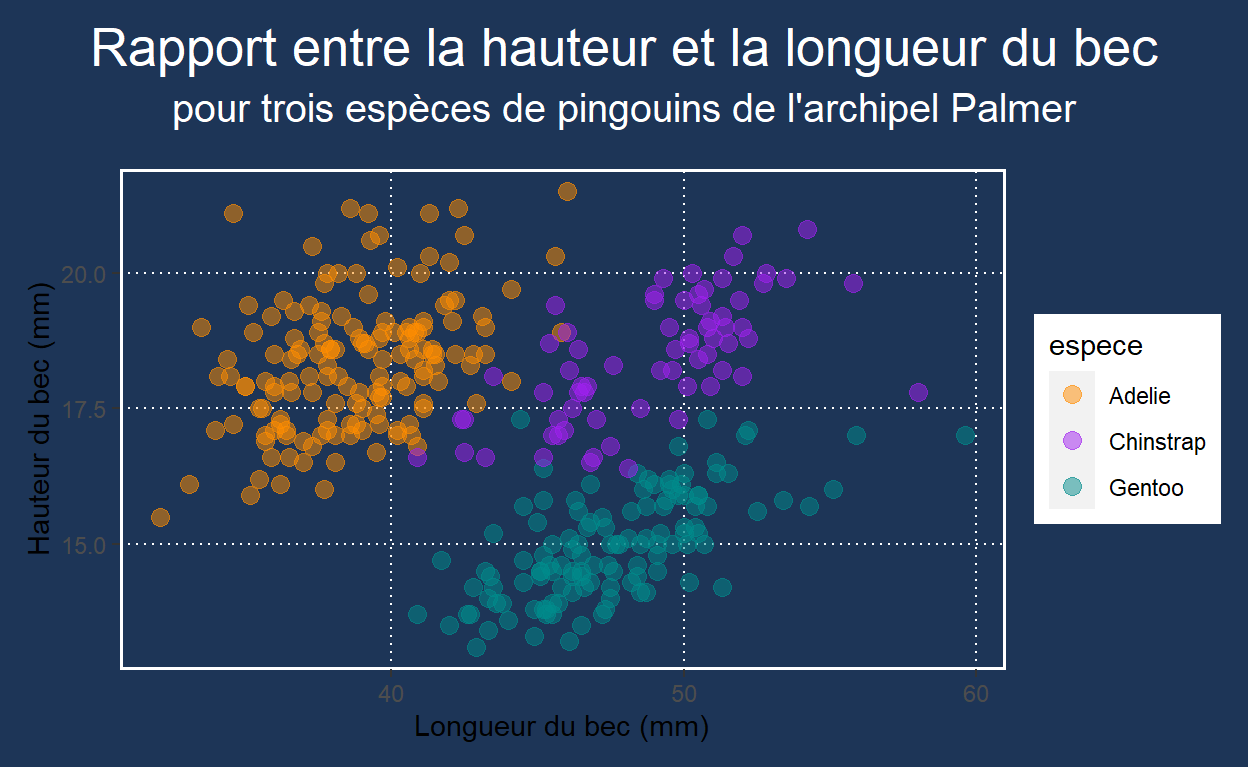 Rapport entre la hauteur et la longueur du bec
pour trois espèces de pingouins de l'archipel Palmer
Hauteur du bec (mm)
20.0
17.5
15.0
40
50
60
Longueur du bec (mm)
espece
Adelie
Chinstrap
Gentoo